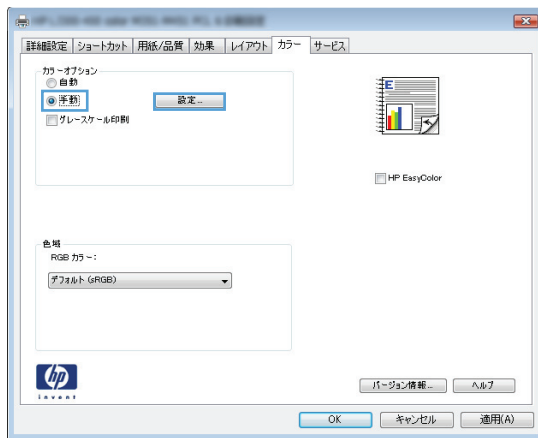 詳細設定 ショートカット 用紙/品質 効果 レイアウト カラー サービス
カラーオプション
自動
手動 設定...
グレースケール印刷
E
HP EasyColor
色域
RGB カラー:
デフォルト (sRGB)
hp
invent
バージョン情報... ヘルプ
OK キャンセル 適用(A)